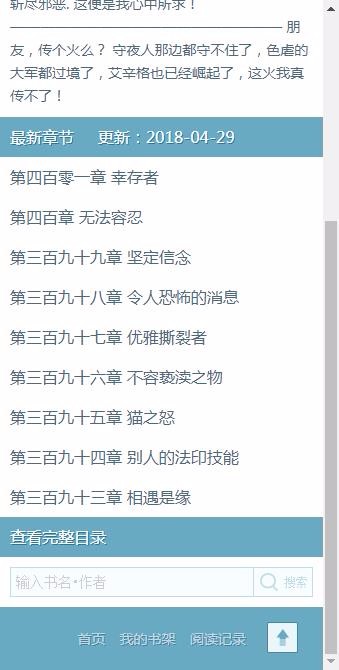 斩尽邪恶. 这便是我心中所求！
———————————————————— 朋
友，传个火么？ 守夜人那边都守不住了，色虐的
大军都过境了，艾辛格也已经崛起了，这火我真
传不了！
最新章节 更新：2018-04-29
第四百零一章 幸存者
第四百章 无法容忍
第三百九十九章 坚定信念
第三百九十八章 令人恐怖的消息
第三百九十七章 优雅撕裂者
第三百九十六章 不容亵渎之物
第三百九十五章 猫之怒
第三百九十四章 别人的法印技能
第三百九十三章 相遇是缘
查看完整目录
输入书名•作者 搜索
首页 我的书架 阅读记录